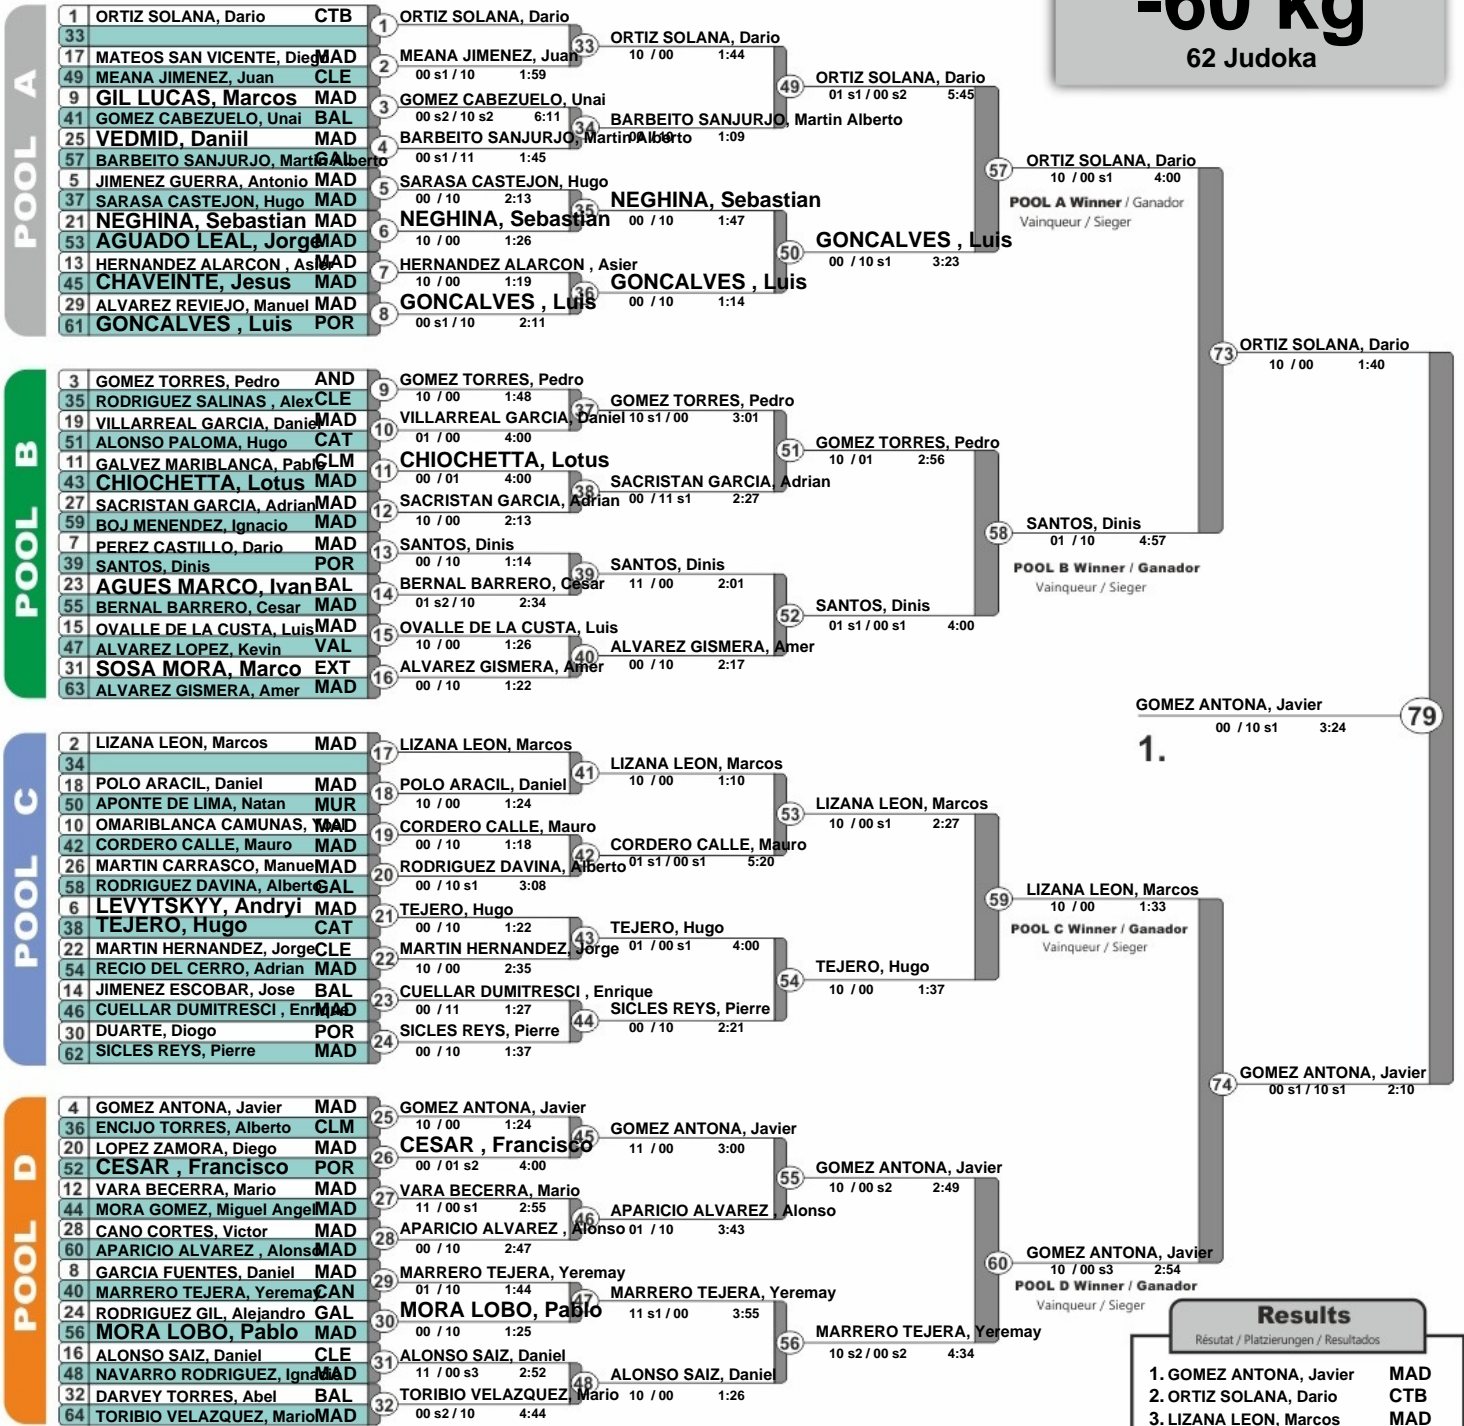 -60 kg
62 Judoka
POOL A
1 ORTIZ SOLANA, Dario CTB
33
17 MATEOS SAN VICENTE, Diego MAD
49 MEANA JIMENEZ, Juan CLE
9 GIL LUCAS, Marcos MAD
41 GOMEZ CABEZUELO, Unai BAL
25 VEDMID, Daniil MAD
57 BARBEITO SANJURJO, Martin Alberto GAL
5 JIMENEZ GUERRA, Antonio MAD
37 SARASA CASTEJON, Hugo MAD
21 NEGHINA, Sebastian MAD
53 AGUADO LEAL, Jorge MAD
13 HERNANDEZ ALARCON , Asier MAD
45 CHAVEINTE, Jesus MAD
29 ALVAREZ REVIEJO, Manuel MAD
61 GONCALVES , Luis POR
1 ORTIZ SOLANA, Dario
2 MEANA JIMENEZ, Juan
00 s1 / 10 1:59
3 GOMEZ CABEZUELO, Unai
00 s2 / 10 s2 6:11
4 BARBEITO SANJURJO, Martin Alberto
00 s1 / 11 1:45
5 SARASA CASTEJON, Hugo
00 / 10 2:13
6 NEGHINA, Sebastian
10 / 00 1:26
7 HERNANDEZ ALARCON , Asier
10 / 00 1:19
8 GONCALVES , Luis
00 s1 / 10 2:11
33 ORTIZ SOLANA, Dario
10 / 00 1:44
34 BARBEITO SANJURJO, Martin Alberto
00 / 10 1:09
35 NEGHINA, Sebastian
00 / 10 1:47
36 GONCALVES , Luis
00 / 10 1:14
49 ORTIZ SOLANA, Dario
01 s1 / 00 s2 5:45
50 GONCALVES , Luis
00 / 10 s1 3:23
57 ORTIZ SOLANA, Dario
10 / 00 s1 4:00
POOL A Winner / Ganador
Vainqueur / Sieger
POOL B
3 GOMEZ TORRES, Pedro AND
35 RODRIGUEZ SALINAS , Alex CLE
19 VILLARREAL GARCIA, Daniel MAD
51 ALONSO PALOMA, Hugo CAT
11 GALVEZ MARIBLANCA, Pablo CLM
43 CHIOCHETTA, Lotus MAD
27 SACRISTAN GARCIA, Adrian MAD
59 BOJ MENENDEZ, Ignacio MAD
7 PEREZ CASTILLO, Dario MAD
39 SANTOS, Dinis POR
23 AGUES MARCO, Ivan BAL
55 BERNAL BARRERO, Cesar MAD
15 OVALLE DE LA CUSTA, Luis MAD
47 ALVAREZ LOPEZ, Kevin VAL
31 SOSA MORA, Marco EXT
63 ALVAREZ GISMERA, Amer MAD
9 GOMEZ TORRES, Pedro
10 / 00 1:48
10 VILLARREAL GARCIA, Daniel
01 / 00 4:00
11 CHIOCHETTA, Lotus
00 / 01 4:00
12 SACRISTAN GARCIA, Adrian
10 / 00 2:13
13 SANTOS, Dinis
00 / 10 1:14
14 BERNAL BARRERO, Cesar
01 s2 / 10 2:34
15 OVALLE DE LA CUSTA, Luis
10 / 00 1:26
16 ALVAREZ GISMERA, Amer
00 / 10 1:22
37 GOMEZ TORRES, Pedro
10 s1 / 00 3:01
38 SACRISTAN GARCIA, Adrian
00 / 11 s1 2:27
39 SANTOS, Dinis
11 / 00 2:01
40 ALVAREZ GISMERA, Amer
00 / 10 2:17
51 GOMEZ TORRES, Pedro
10 / 01 2:56
52 SANTOS, Dinis
01 s1 / 00 s1 4:00
58 SANTOS, Dinis
01 / 10 4:57
POOL B Winner / Ganador
Vainqueur / Sieger
73 ORTIZ SOLANA, Dario
10 / 00 1:40
GOMEZ ANTONA, Javier 79
00 / 10 s1 3:24
1.
POOL C
2 LIZANA LEON, Marcos MAD
34
18 POLO ARACIL, Daniel MAD
50 APONTE DE LIMA, Natan MUR
10 OMARIBLANCA CAMUNAS, Yoel MAD
42 CORDERO CALLE, Mauro MAD
26 MARTIN CARRASCO, Manuel MAD
58 RODRIGUEZ DAVINA, Alberto GAL
6 LEVYTSKYY, Andryi MAD
38 TEJERO, Hugo CAT
22 MARTIN HERNANDEZ, Jorge CLE
54 RECIO DEL CERRO, Adrian MAD
14 JIMENEZ ESCOBAR, Jose BAL
46 CUELLAR DUMITRESCI , Enrique MAD
30 DUARTE, Diogo POR
62 SICLES REYS, Pierre MAD
17 LIZANA LEON, Marcos
18 POLO ARACIL, Daniel
10 / 00 1:24
19 CORDERO CALLE, Mauro
00 / 10 1:18
20 RODRIGUEZ DAVINA, Alberto
00 / 10 s1 3:08
21 TEJERO, Hugo
00 / 10 1:22
22 MARTIN HERNANDEZ, Jorge
10 / 00 2:35
23 CUELLAR DUMITRESCI , Enrique
00 / 11 1:27
24 SICLES REYS, Pierre
00 / 10 1:37
41 LIZANA LEON, Marcos
10 / 00 1:10
42 CORDERO CALLE, Mauro
01 s1 / 00 s1 5:20
43 TEJERO, Hugo
01 / 00 s1 4:00
44 SICLES REYS, Pierre
00 / 10 2:21
53 LIZANA LEON, Marcos
10 / 00 s1 2:27
54 TEJERO, Hugo
10 / 00 1:37
59 LIZANA LEON, Marcos
10 / 00 1:33
POOL C Winner / Ganador
Vainqueur / Sieger
74 GOMEZ ANTONA, Javier
00 s1 / 10 s1 2:10
POOL D
4 GOMEZ ANTONA, Javier MAD
36 ENCIJO TORRES, Alberto CLM
20 LOPEZ ZAMORA, Diego MAD
52 CESAR , Francisco POR
12 VARA BECERRA, Mario MAD
44 MORA GOMEZ, Miguel Angel MAD
28 CANO CORTES, Victor MAD
60 APARICIO ALVAREZ , Alonso MAD
8 GARCIA FUENTES, Daniel MAD
40 MARRERO TEJERA, Yeremay CAN
24 RODRIGUEZ GIL, Alejandro GAL
56 MORA LOBO, Pablo MAD
16 ALONSO SAIZ, Daniel CLE
48 NAVARRO RODRIGUEZ, Ignacio MAD
32 DARVEY TORRES, Abel BAL
64 TORIBIO VELAZQUEZ, Mario MAD
25 GOMEZ ANTONA, Javier
10 / 00 1:24
26 CESAR , Francisco
00 / 01 s2 4:00
27 VARA BECERRA, Mario
11 / 00 s1 2:55
28 APARICIO ALVAREZ , Alonso
00 / 10 2:47
29 MARRERO TEJERA, Yeremay
01 / 10 1:44
30 MORA LOBO, Pablo
00 / 10 1:25
31 ALONSO SAIZ, Daniel
11 / 00 s3 2:52
32 TORIBIO VELAZQUEZ, Mario
00 s2 / 10 4:44
45 GOMEZ ANTONA, Javier
11 / 00 3:00
46 APARICIO ALVAREZ , Alonso
01 / 10 3:43
47 MARRERO TEJERA, Yeremay
11 s1 / 00 3:55
48 ALONSO SAIZ, Daniel
10 / 00 1:26
55 GOMEZ ANTONA, Javier
10 / 00 s2 2:49
56 MARRERO TEJERA, Yeremay
10 s2 / 00 s2 4:34
60 GOMEZ ANTONA, Javier
10 / 00 s3 2:54
POOL D Winner / Ganador
Vainqueur / Sieger
Results
Résutat / Platzierungen / Resultados
1. GOMEZ ANTONA, Javier MAD
2. ORTIZ SOLANA, Dario CTB
3. LIZANA LEON, Marcos MAD